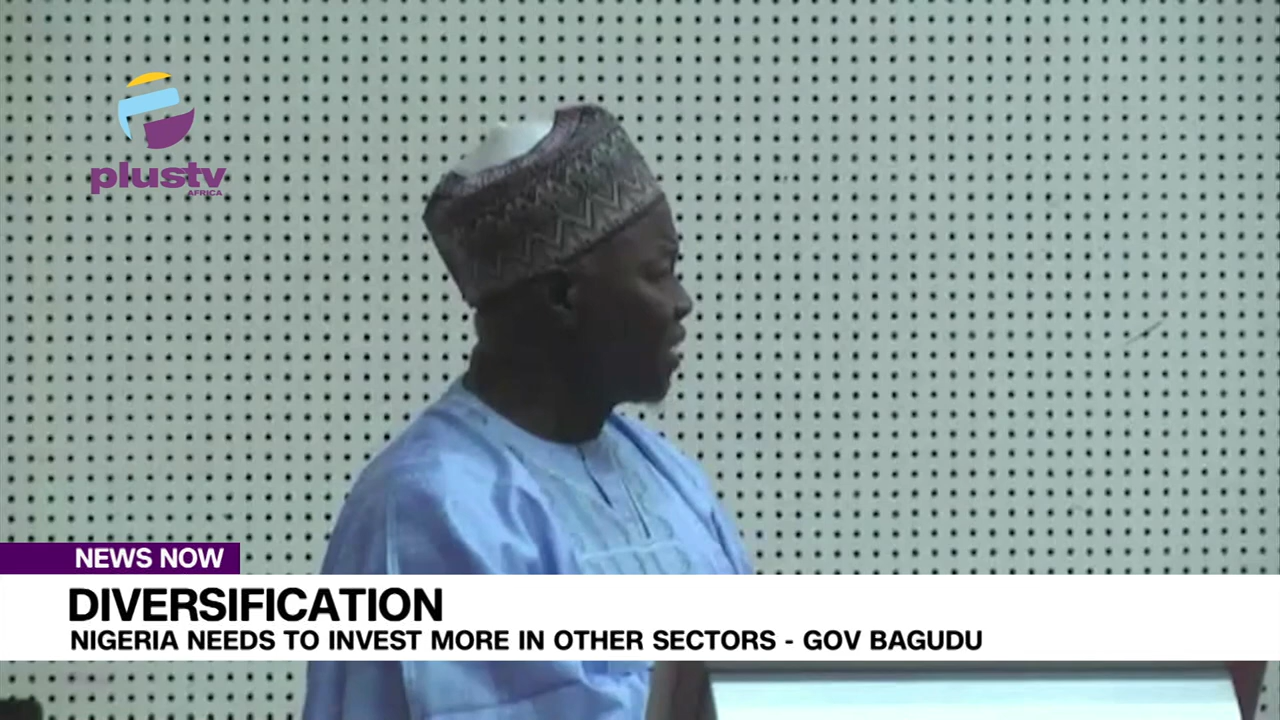 plustv
AFRICA
NEWS NOW
DIVERSIFICATION
NIGERIA NEEDS TO INVEST MORE IN OTHER SECTORS - GOV BAGUDU